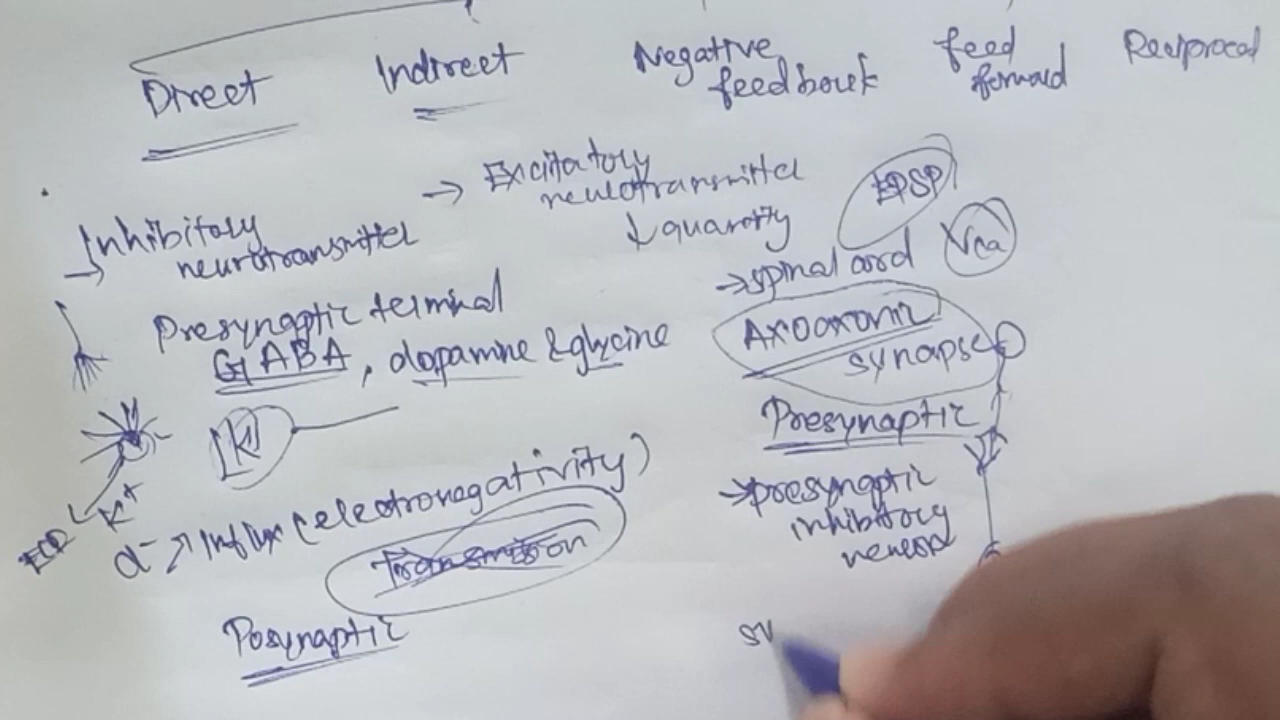 Direct
Indirect
Negative
feedback
feed
forward
Reciprocal
→ Inhibitory
neurotransmitter
→ Excitatory
neurotransmitter
↓ quantity
EPSP
→ spinal cord
Presynaptic terminal
GABA, dopamine & glycine
Axoaxonic
synapse
K
Presynaptic
→ presynaptic
inhibitory
K+
cl- ↗ influx (electronegativity)
Transmission
Posynaptic